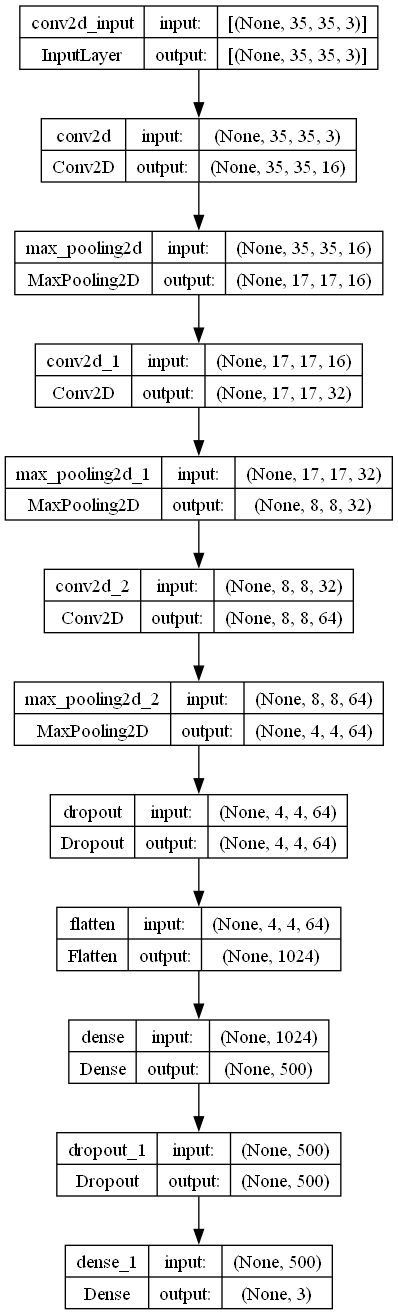 conv2d_input input: [(None, 35, 35, 3)]
InputLayer output: [(None, 35, 35, 3)]
conv2d input: (None, 35, 35, 3)
Conv2D output: (None, 35, 35, 16)
max_pooling2d input: (None, 35, 35, 16)
MaxPooling2D output: (None, 17, 17, 16)
conv2d_1 input: (None, 17, 17, 16)
Conv2D output: (None, 17, 17, 32)
max_pooling2d_1 input: (None, 17, 17, 32)
MaxPooling2D output: (None, 8, 8, 32)
conv2d_2 input: (None, 8, 8, 32)
Conv2D output: (None, 8, 8, 64)
max_pooling2d_2 input: (None, 8, 8, 64)
MaxPooling2D output: (None, 4, 4, 64)
dropout input: (None, 4, 4, 64)
Dropout output: (None, 4, 4, 64)
flatten input: (None, 4, 4, 64)
Flatten output: (None, 1024)
dense input: (None, 1024)
Dense output: (None, 500)
dropout_1 input: (None, 500)
Dropout output: (None, 500)
dense_1 input: (None, 500)
Dense output: (None, 3)